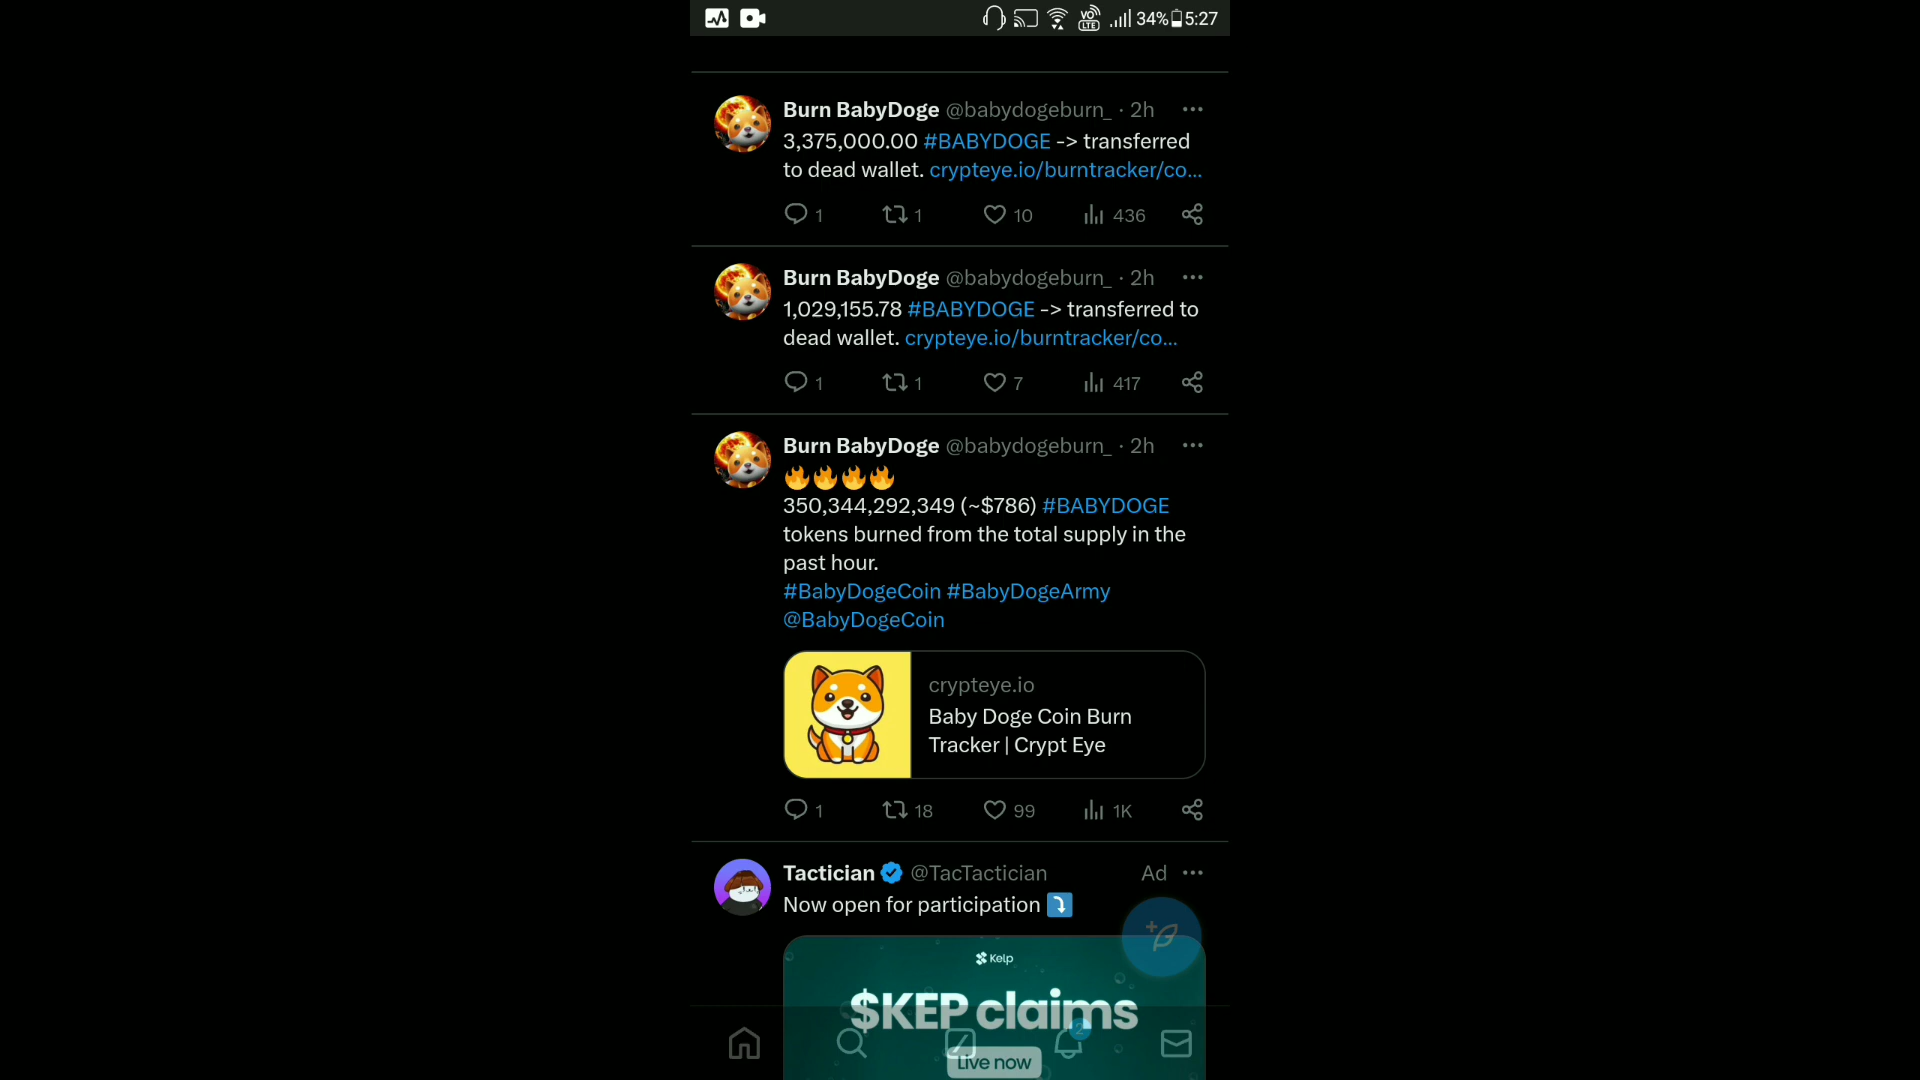 VO
LTE
34% 5:27
Burn BabyDoge @babydogeburn_ · 2h
3,375,000.00 #BABYDOGE -> transferred
to dead wallet. crypteye.io/burntracker/co...
1 1 10 436
Burn BabyDoge @babydogeburn_ · 2h
1,029,155.78 #BABYDOGE -> transferred to
dead wallet. crypteye.io/burntracker/co...
1 1 7 417
Burn BabyDoge @babydogeburn_ · 2h
🔥🔥🔥🔥
350,344,292,349 (~$786) #BABYDOGE
tokens burned from the total supply in the
past hour.
#BabyDogeCoin #BabyDogeArmy
@BabyDogeCoin
crypteye.io
Baby Doge Coin Burn
Tracker | Crypt Eye
1 18 99 1K
Tactician @TacTactician Ad
Now open for participation ⤵️
Kelp
$KEP claims
2
Live now